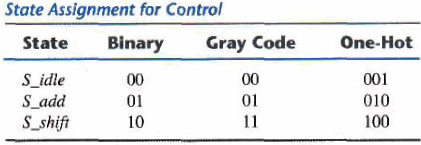 State Assignment for Control
State Binary Gray Code One-Hot
S_idle 00 00 001
S_add 01 01 010
S_shift 10 11 100